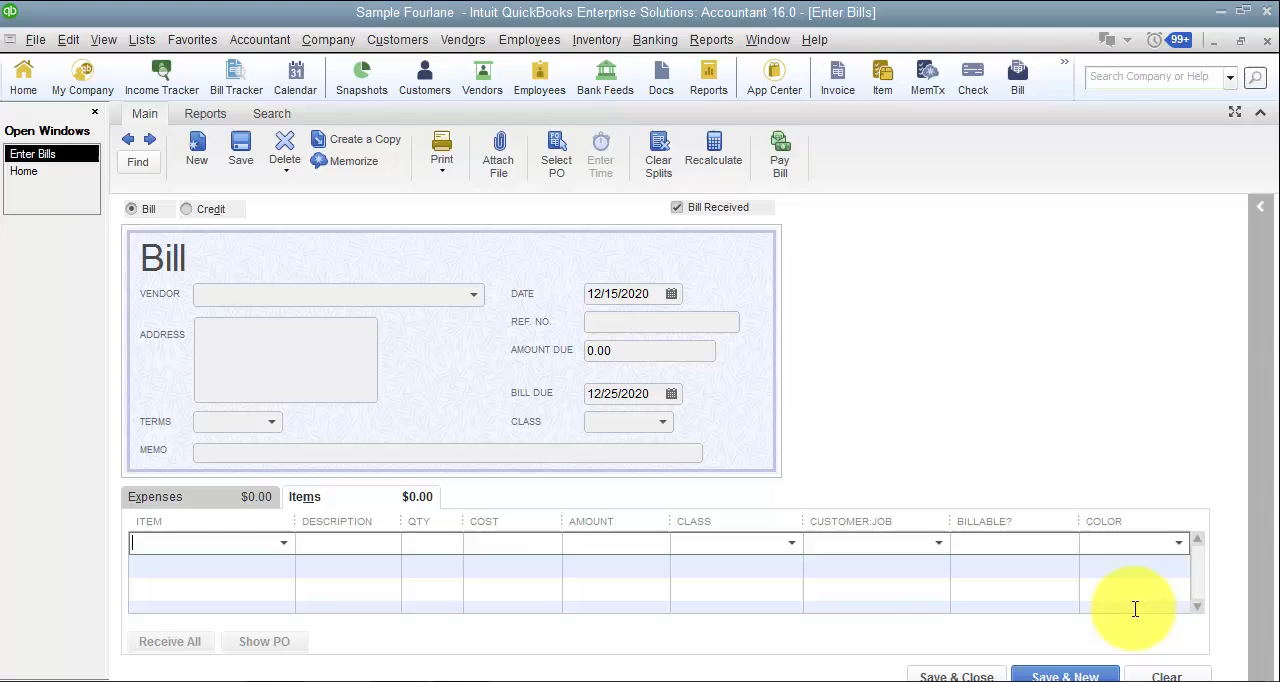 Sample Fourlane  - Intuit QuickBooks Enterprise Solutions: Accountant 16.0 - [Enter Bills]
File Edit View Lists Favorites Accountant Company Customers Vendors Employees Inventory Banking Reports Window Help 99+
Home My Company Income Tracker Bill Tracker Calendar Snapshots Customers Vendors Employees Bank Feeds Docs Reports App Center Invoice Item MemTx Check Bill Search Company or Help
Open Windows
Enter Bills
Home
Main Reports Search
Find New Save Delete Create a Copy Memorize Print Attach File Select PO Enter Time Clear Splits Recalculate Pay Bill
Bill Credit Bill Received
Bill
VENDOR DATE 12/15/2020
ADDRESS REF. NO.
AMOUNT DUE 0.00
BILL DUE 12/25/2020
TERMS CLASS
MEMO
Expenses $0.00 Items $0.00
ITEM DESCRIPTION QTY COST AMOUNT CLASS CUSTOMER:JOB BILLABLE? COLOR
Receive All Show PO
Save & Close Save & New Clear